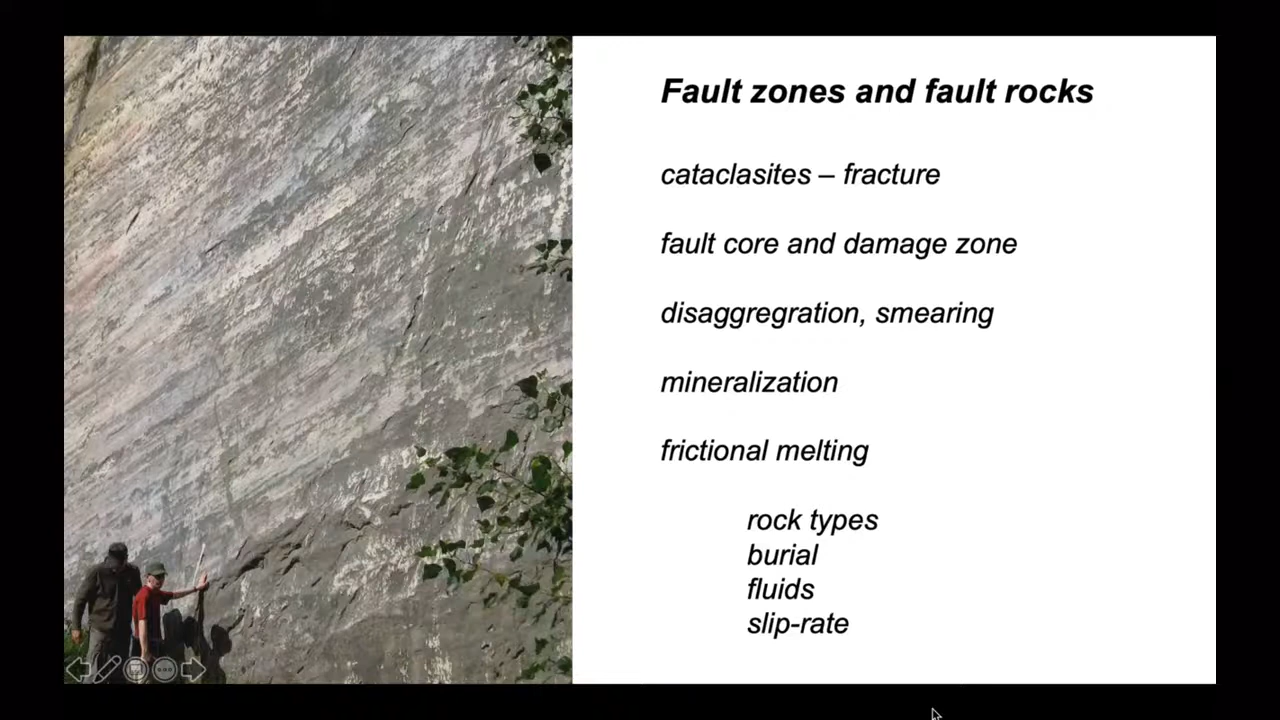 Fault zones and fault rocks
cataclasites – fracture
fault core and damage zone
disaggregration, smearing
mineralization
frictional melting
rock types
burial
fluids
slip-rate